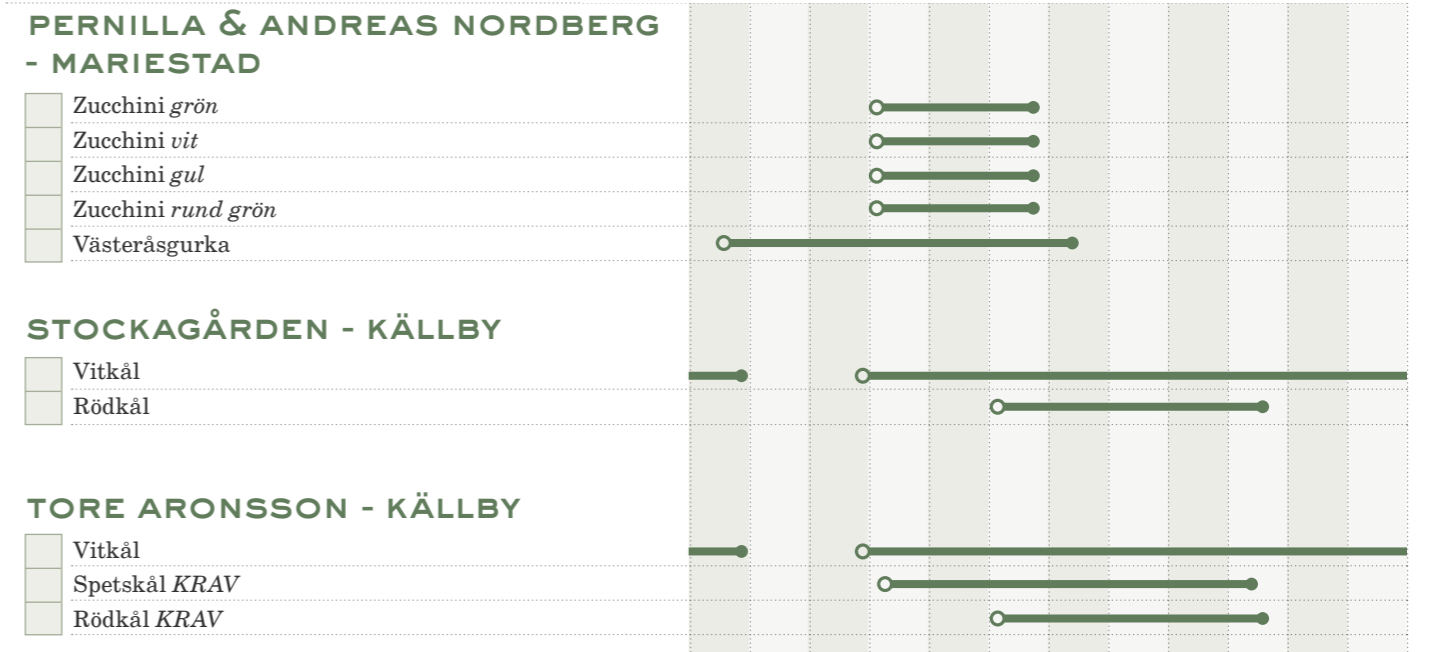 PERNILLA & ANDREAS NORDBERG
- MARIESTAD
Zucchini grön
Zucchini vit
Zucchini gul
Zucchini rund grön
Västeråsgurka
STOCKAGÅRDEN - KÄLLBY
Vitkål
Rödkål
TORE ARONSSON - KÄLLBY
Vitkål
Spetskål KRAV
Rödkål KRAV